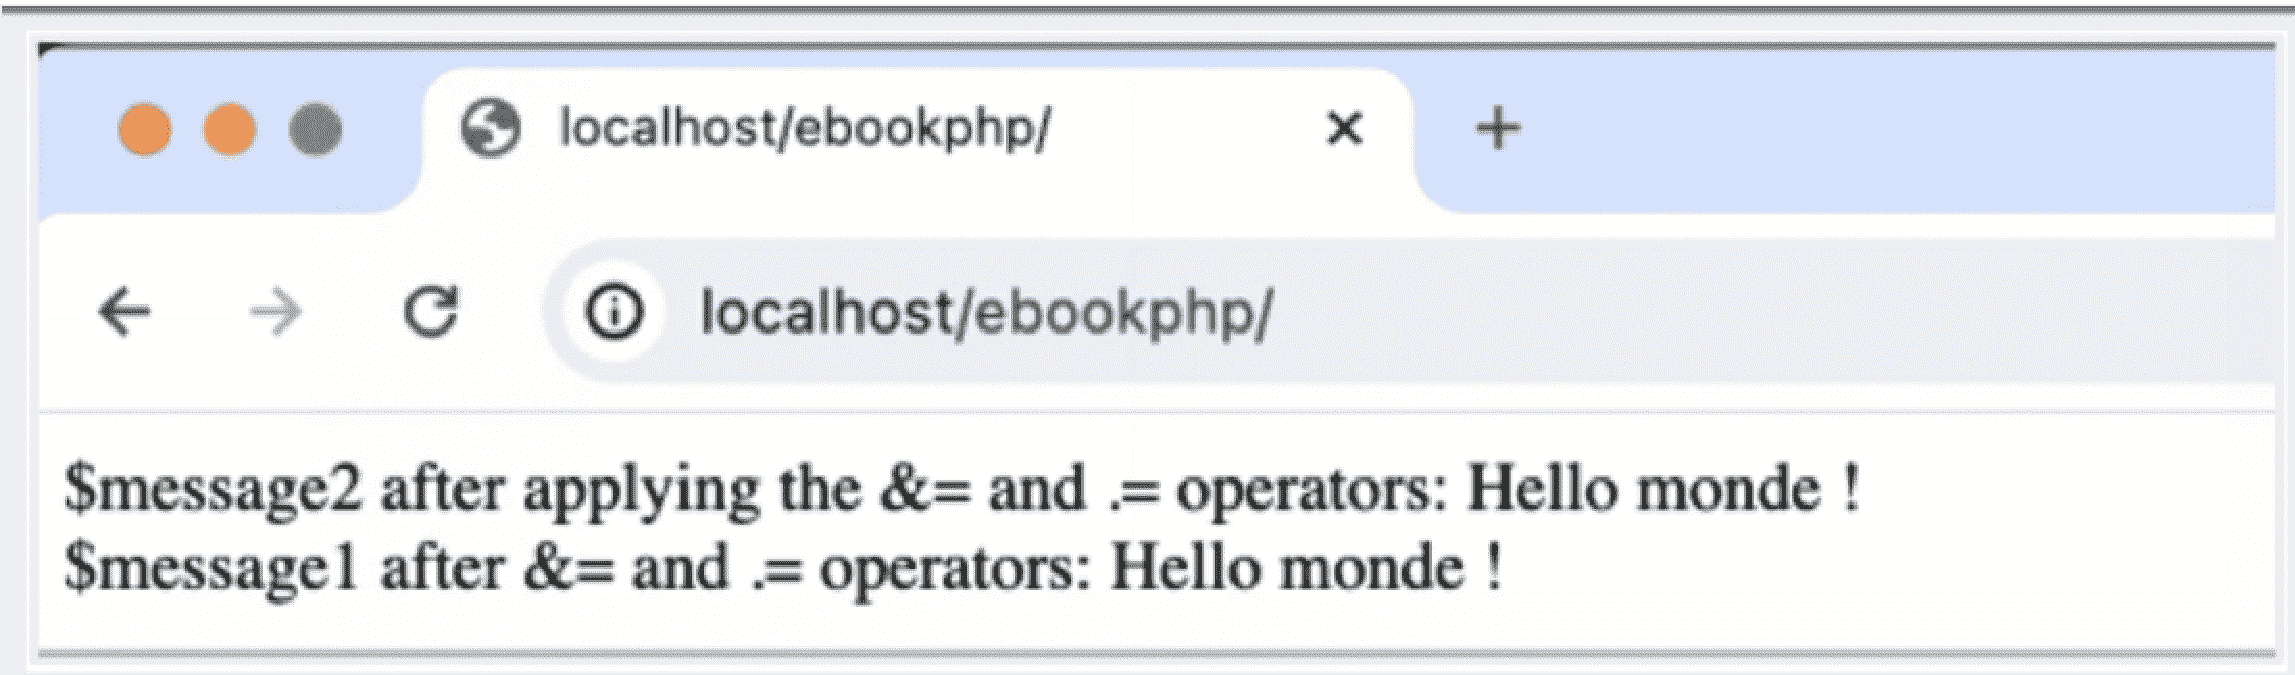 localhost/ebookphp/
localhost/ebookphp/
$message2 after applying the &= and .= operators: Hello monde !
$message1 after &= and .= operators: Hello monde !